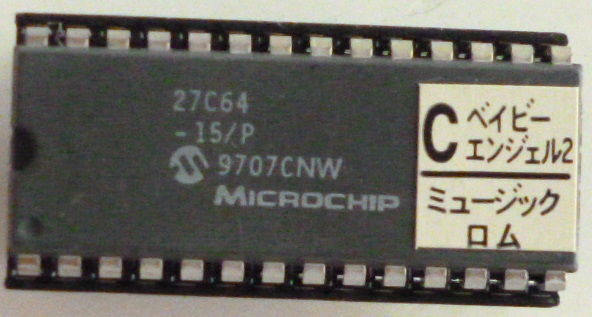 27C64
-15/P
9707CNW
MICROCHIP
C ベイビー
エンジェル2
ミュージック
ロム